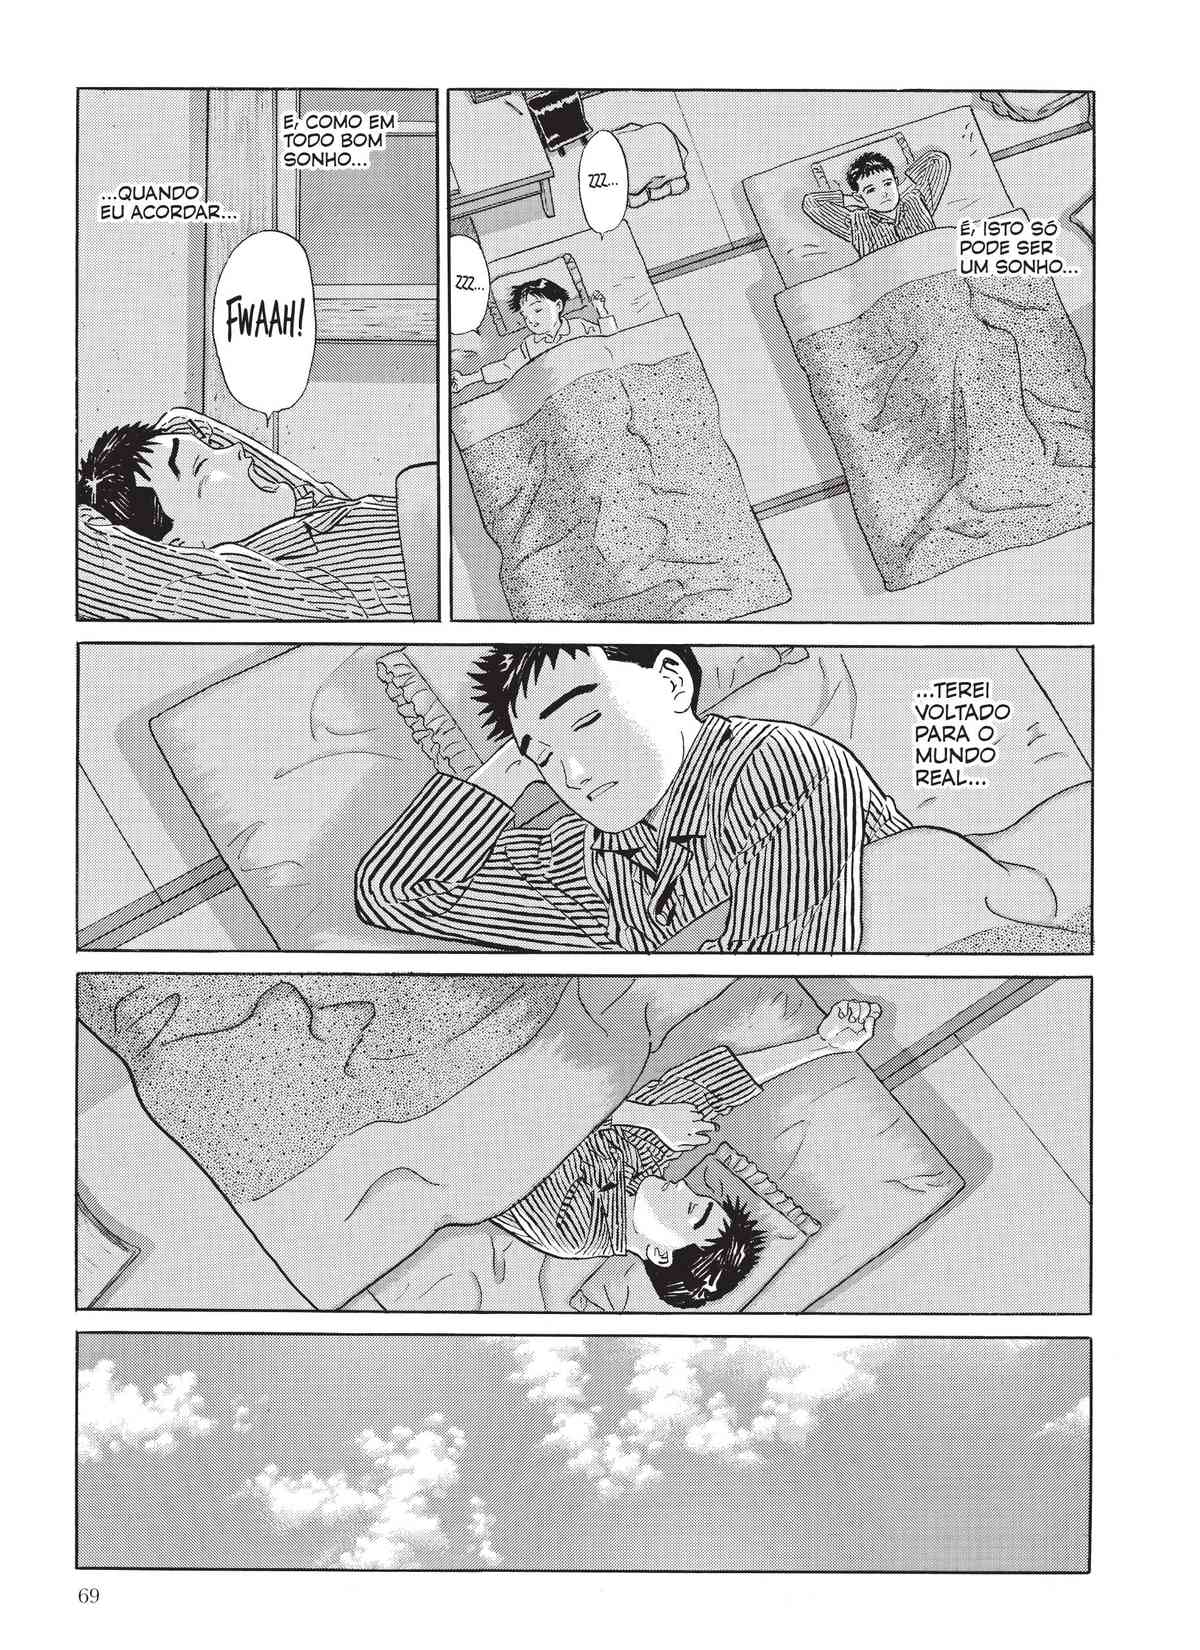 ZZZ...
É, ISTO SÓ
PODE SER
UM SONHO...
ZZZ...
E, COMO EM
TODO BOM
SONHO...
...QUANDO
EU ACORDAR...
FWAAH!
...TEREI
VOLTADO
PARA O
MUNDO
REAL...
69